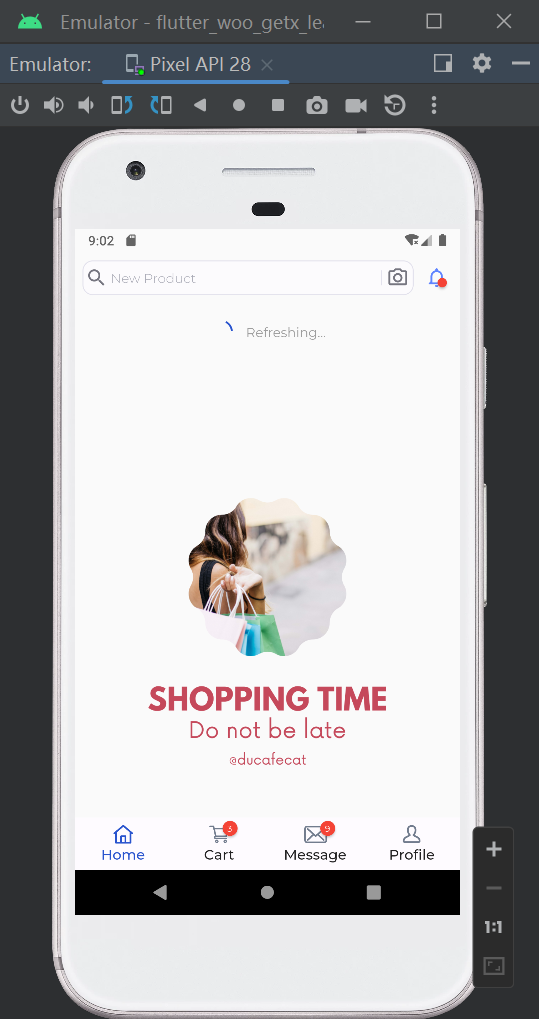 Emulator - flutter_woo_getx_le
Emulator:
Pixel API 28
9:02
New Product
Refreshing...
SHOPPING TIME
Do not be late
@ducafecat
3
9
Home
Cart
Message
Profile
1:1